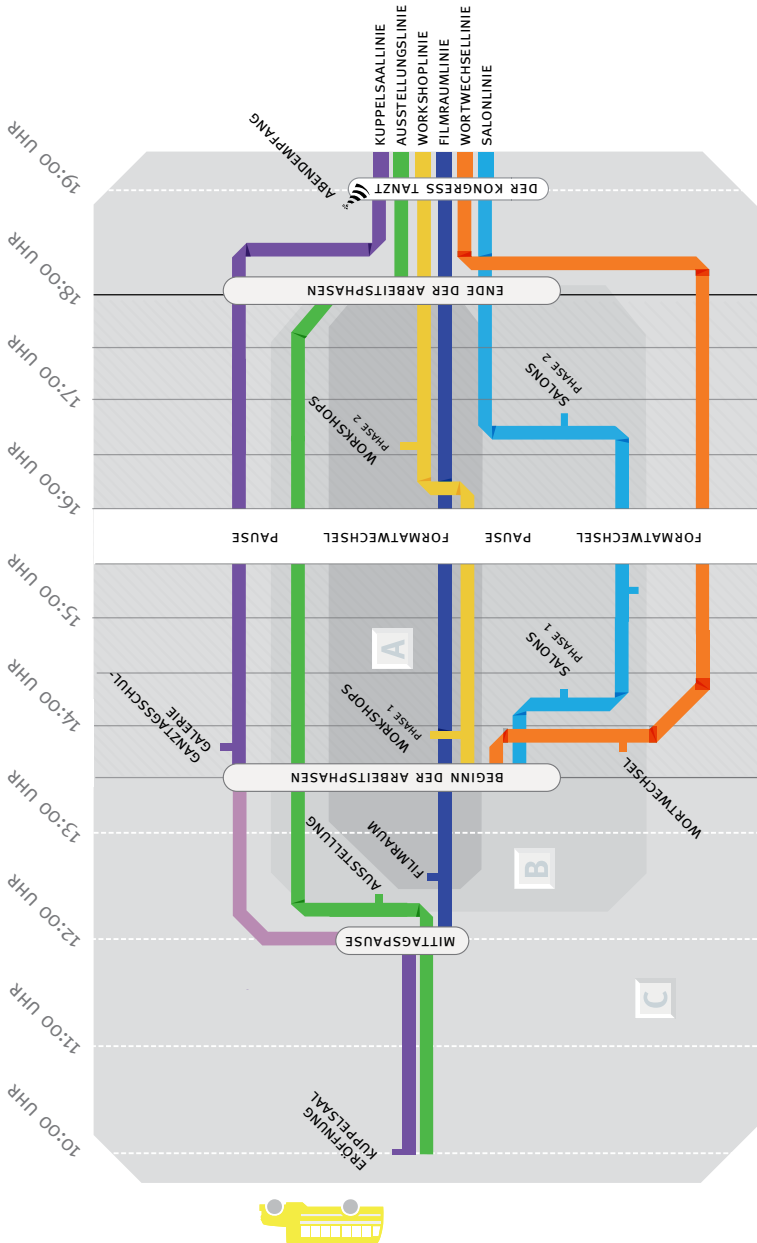 KUPPELSAALLINIE
AUSSTELLUNGSLINIE
WORKSHOPLINIE
FILMRAUMLINIE
WORTWECHSELLINIE
SALONLINIE
19:00 UHR
ABENDEMPFANG
DER KONGRESS TANZT
18:00 UHR
ENDE DER ARBEITSPHASEN
17:00 UHR
SALONS
PHASE 2
WORKSHOPS
PHASE 2
16:00 UHR
PAUSE
FORMATWECHSEL
PAUSE
FORMATWECHSEL
15:00 UHR
A
SALONS
PHASE 1
14:00 UHR
GANZTAGSSCHUL-
GALERIE
WORKSHOPS
PHASE 1
BEGINN DER ARBEITSPHASEN
WORTWECHSEL
13:00 UHR
AUSSTELLUNG
FILMRAUM
B
12:00 UHR
MITTAGSPAUSE
C
11:00 UHR
10:00 UHR
ERÖFFNUNG
KUPPELSAAL